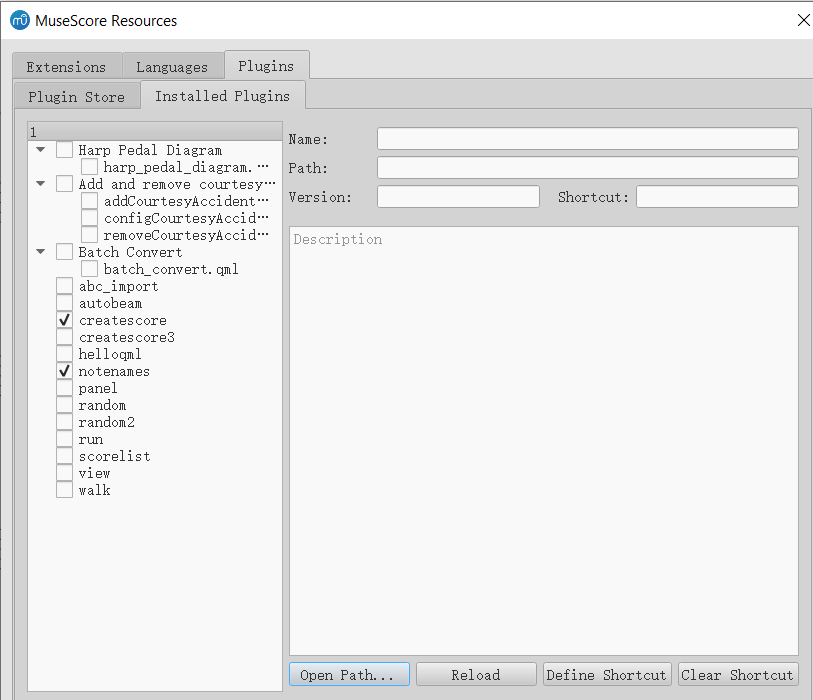 MuseScore Resources
Extensions Languages Plugins
Plugin Store Installed Plugins
1
Harp Pedal Diagram
harp_pedal_diagram. ···
Add and remove courtesy···
addCourtesyAccident···
configCourtesyAccid···
removeCourtesyAccid···
Batch Convert
batch_convert.qml
abc_import
autobeam
createscore
createscore3
helloqml
notenames
panel
random
random2
run
scorelist
view
walk
Name:
Path:
Version: Shortcut:
Description
Open Path... Reload Define Shortcut Clear Shortcut